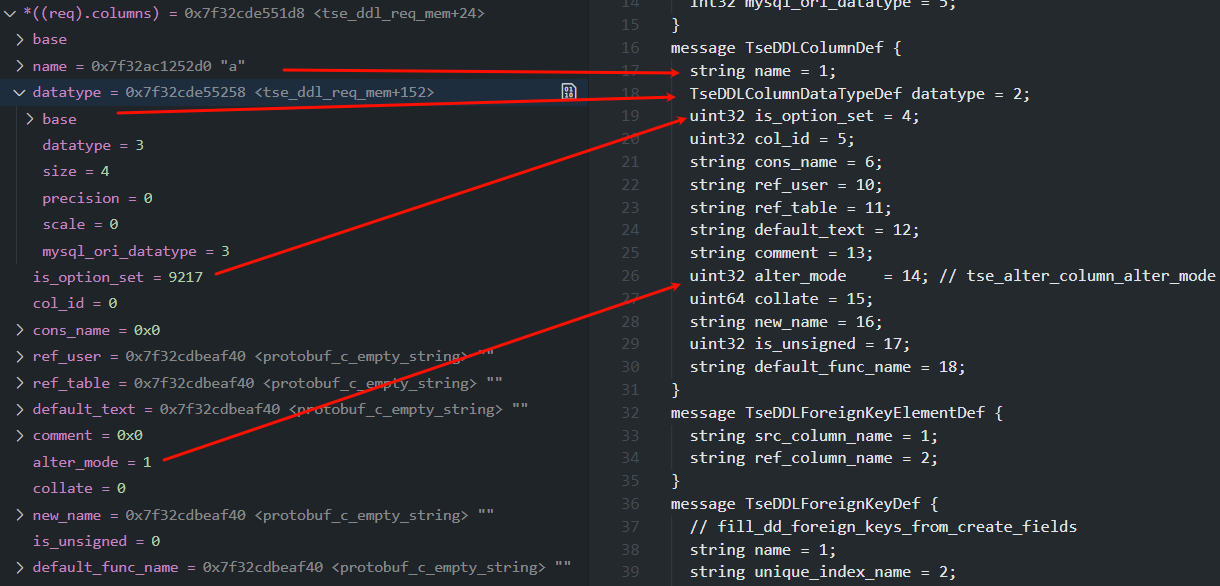 *((req).columns) = 0x7f32cde551d8 <tse_ddl_req_mem+24>
base
name = 0x7f32ac1252d0 "a"
datatype = 0x7f32cde55258 <tse_ddl_req_mem+152>
base
datatype = 3
size = 4
precision = 0
scale = 0
mysql_ori_datatype = 3
is_option_set = 9217
col_id = 0
cons_name = 0x0
ref_user = 0x7f32cdbeaf40 <protobuf_c_empty_string> ""
ref_table = 0x7f32cdbeaf40 <protobuf_c_empty_string> ""
default_text = 0x7f32cdbeaf40 <protobuf_c_empty_string> ""
comment = 0x0
alter_mode = 1
collate = 0
new_name = 0x7f32cdbeaf40 <protobuf_c_empty_string> ""
is_unsigned = 0
default_func_name = 0x7f32cdbeaf40 <protobuf_c_empty_string> ""
14 int32 mysql_ori_datatype = 5;
15 }
16 message TseDDLColumnDef {
17 string name = 1;
18 TseDDLColumnDataTypeDef datatype = 2;
19 uint32 is_option_set = 4;
20 uint32 col_id = 5;
21 string cons_name = 6;
22 string ref_user = 10;
23 string ref_table = 11;
24 string default_text = 12;
25 string comment = 13;
26 uint32 alter_mode    = 14; // tse_alter_column_alter_mode
27 uint64 collate = 15;
28 string new_name = 16;
29 uint32 is_unsigned = 17;
30 string default_func_name = 18;
31 }
32 message TseDDLForeignKeyElementDef {
33 string src_column_name = 1;
34 string ref_column_name = 2;
35 }
36 message TseDDLForeignKeyDef {
37 // fill_dd_foreign_keys_from_create_fields
38 string name = 1;
39 string unique_index_name = 2;